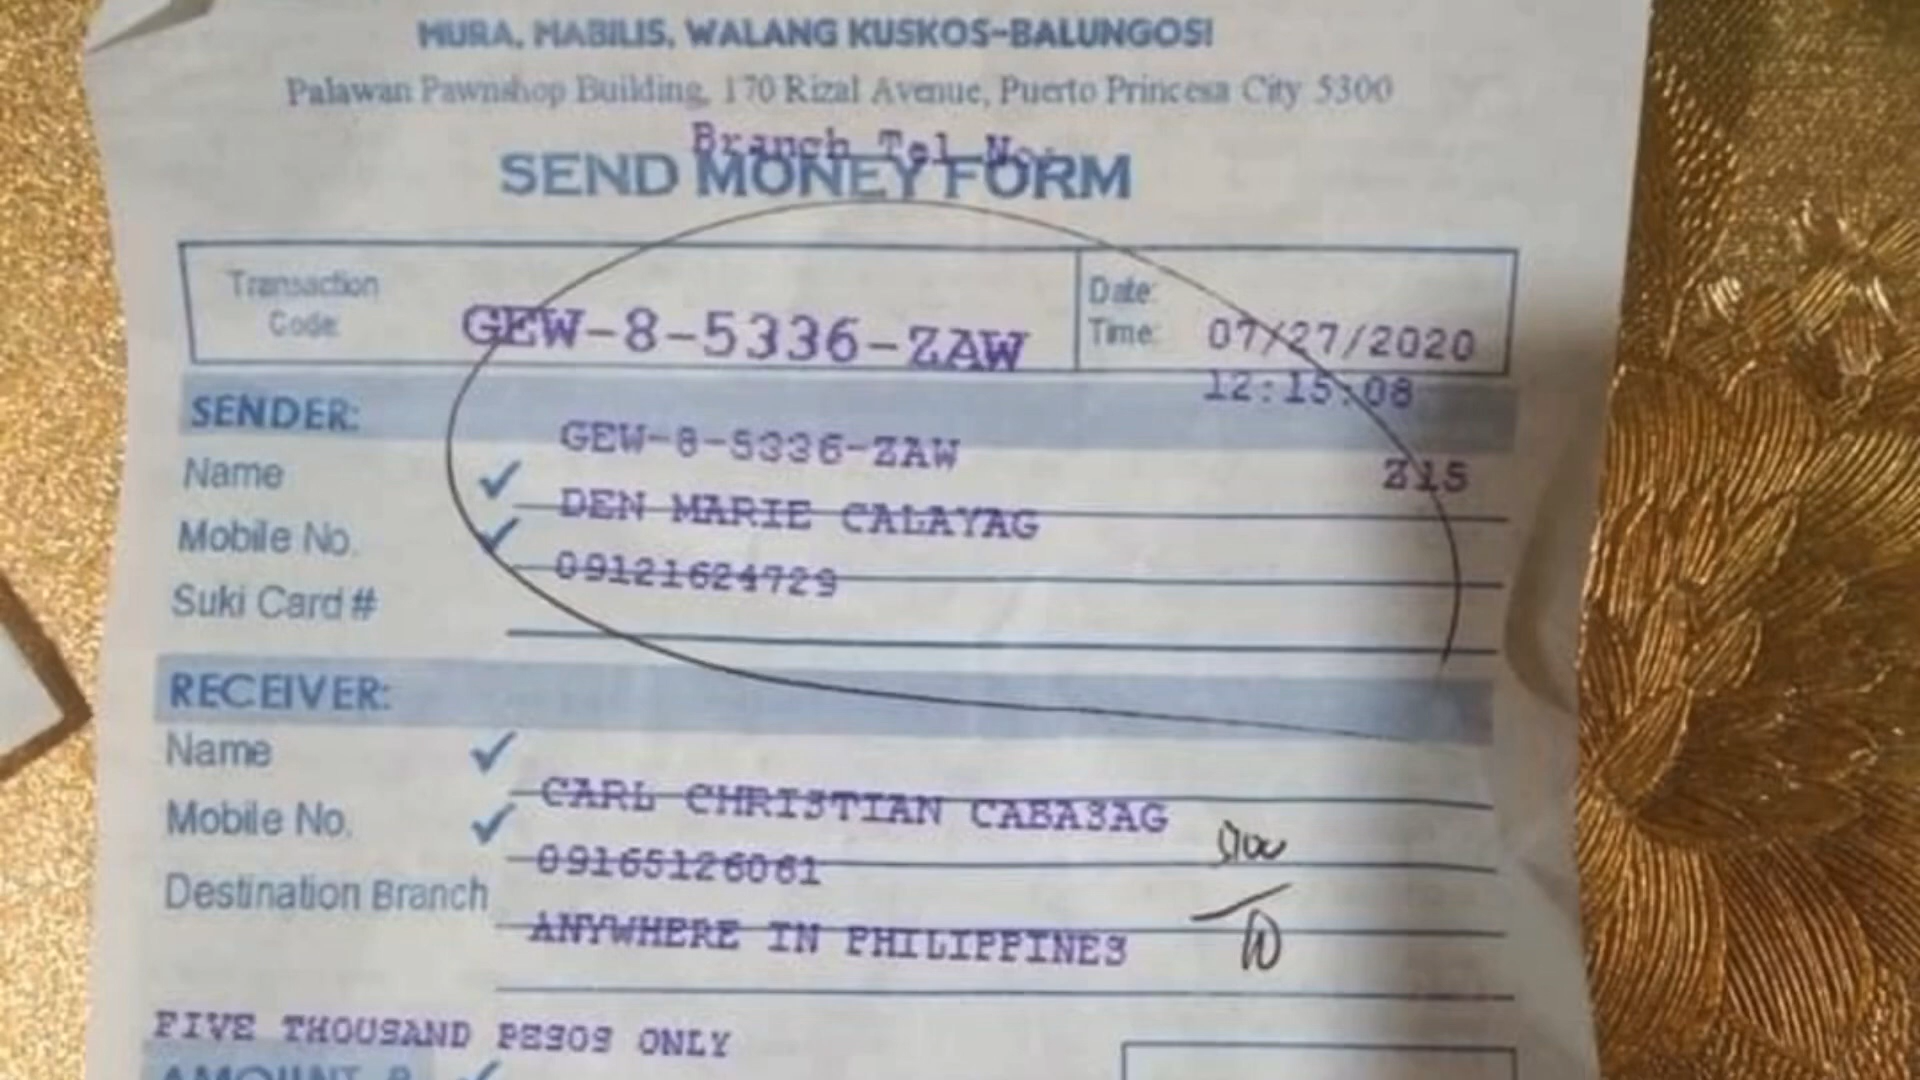 MURA, MABILIS, WALANG KUSKOS-BALUNGOS!
Palawan Pawnshop Building, 170 Rizal Avenue, Puerto Princesa City 5300
Branch Tel No:
SEND MONEY FORM
Transaction Code: GEW-8-5336-ZAW
Date: Time: 07/27/2020
12:15:08
SENDER:
GEW-8-5336-ZAW Z15
Name DEN MARIE CALAYAG
Mobile No. 09121624729
Suki Card #
RECEIVER:
Name CARL CHRISTIAN CABASAG
Mobile No. 09165126061
Destination Branch ANYWHERE IN PHILIPPINES
FIVE THOUSAND PESOS ONLY
AMOUNT